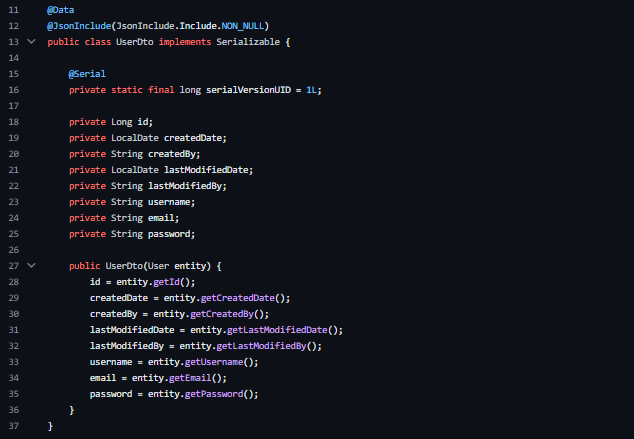 11 @Data
12 @JsonInclude(JsonInclude.Include.NON_NULL)
13 public class UserDto implements Serializable {
14
15 @Serial
16 private static final long serialVersionUID = 1L;
17
18 private Long id;
19 private LocalDate createdDate;
20 private String createdBy;
21 private LocalDate lastModifiedDate;
22 private String lastModifiedBy;
23 private String username;
24 private String email;
25 private String password;
26
27 public UserDto(User entity) {
28 id = entity.getId();
29 createdDate = entity.getCreatedDate();
30 createdBy = entity.getCreatedBy();
31 lastModifiedDate = entity.getLastModifiedDate();
32 lastModifiedBy = entity.getLastModifiedBy();
33 username = entity.getUsername();
34 email = entity.getEmail();
35 password = entity.getPassword();
36 }
37 }